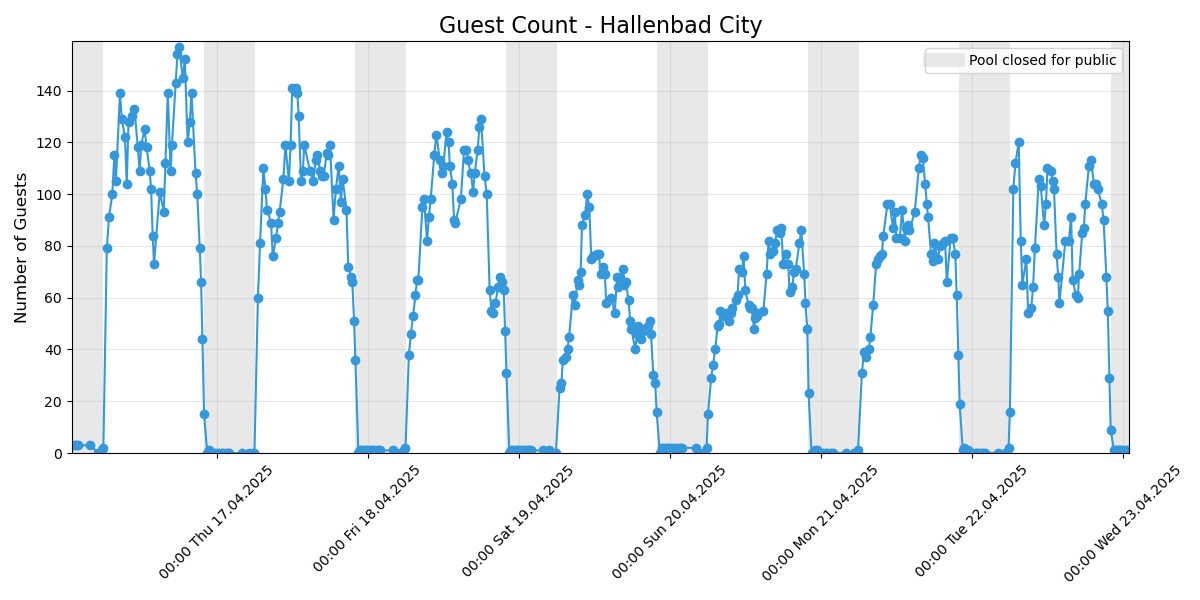 Guest Count - Hallenbad City
Pool closed for public
Number of Guests
140
120
100
80
60
40
20
0
00:00 Thu 17.04.2025
00:00 Fri 18.04.2025
00:00 Sat 19.04.2025
00:00 Sun 20.04.2025
00:00 Mon 21.04.2025
00:00 Tue 22.04.2025
00:00 Wed 23.04.2025